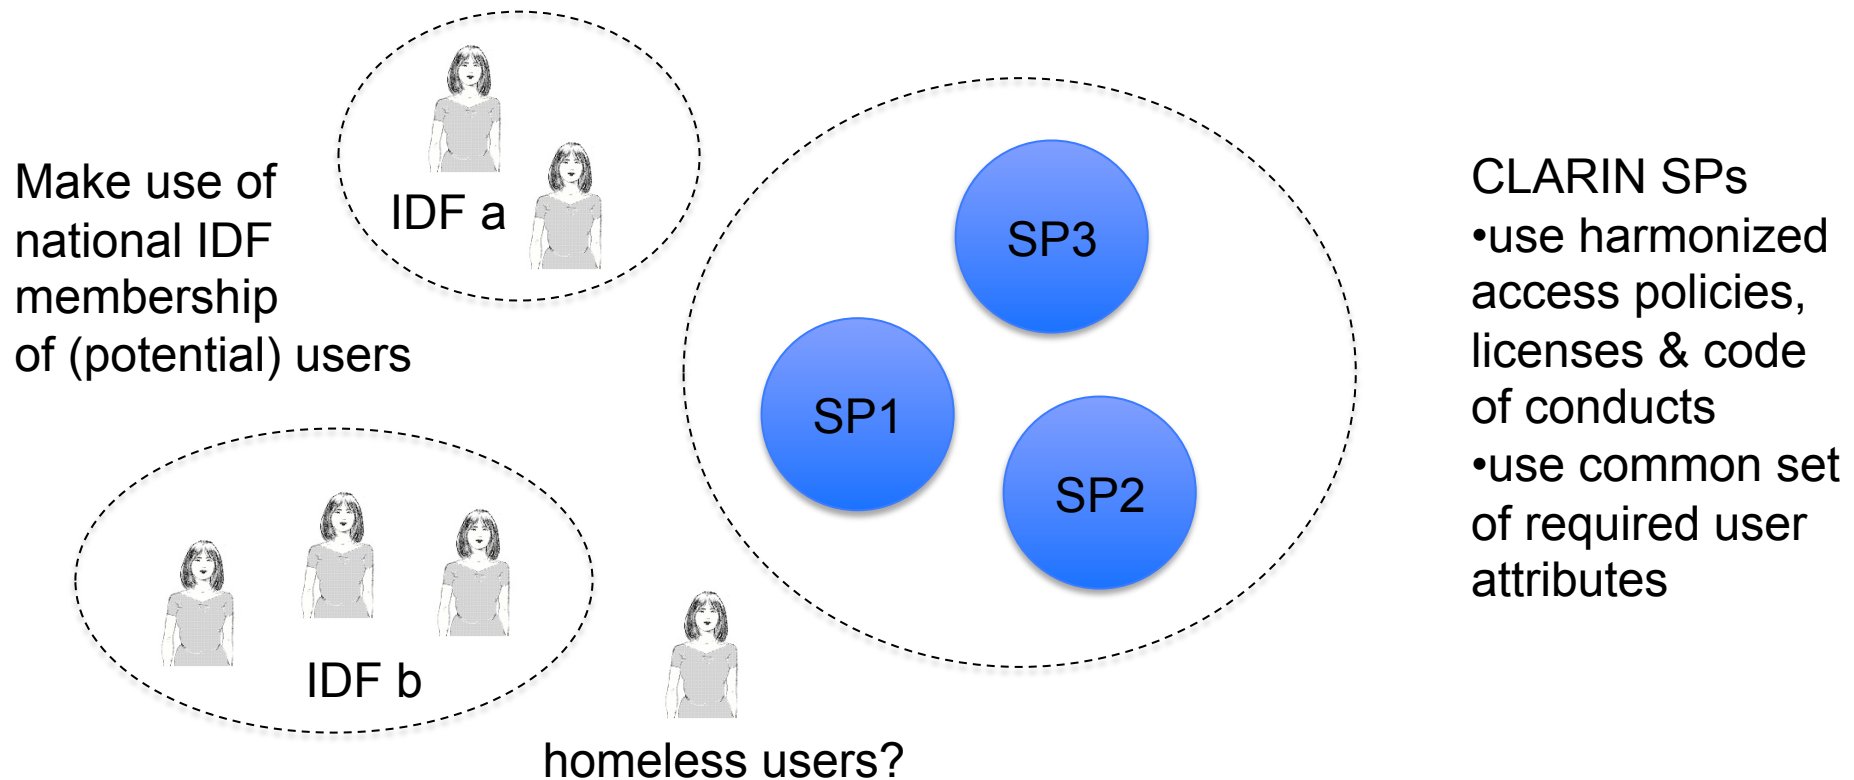 Make use of
national IDF
membership
of (potential) users
IDF a
IDF b
homeless users?
SP3
SP1
SP2
CLARIN SPs
•use harmonized
access policies,
licenses & code
of conducts
•use common set
of required user
attributes